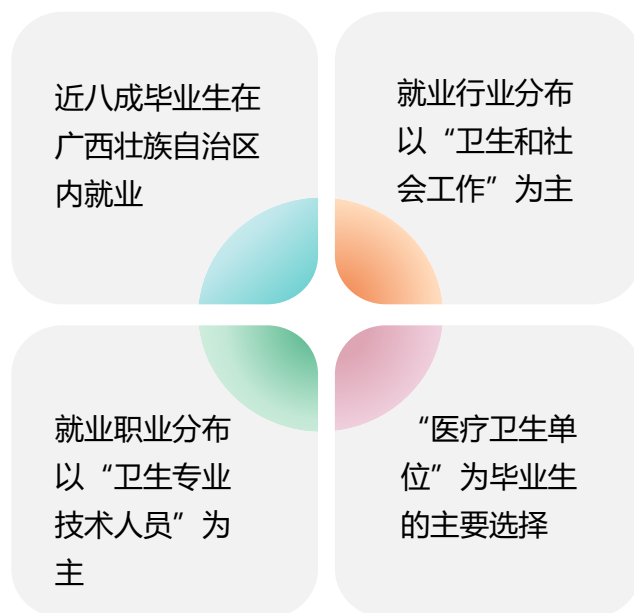 近八成毕业生在
广西壮族自治区
内就业
就业行业分布
以“卫生和社
会工作”为主
就业职业分布
以“卫生专业
技术人员”为
主
“医疗卫生单
位”为毕业生
的主要选择